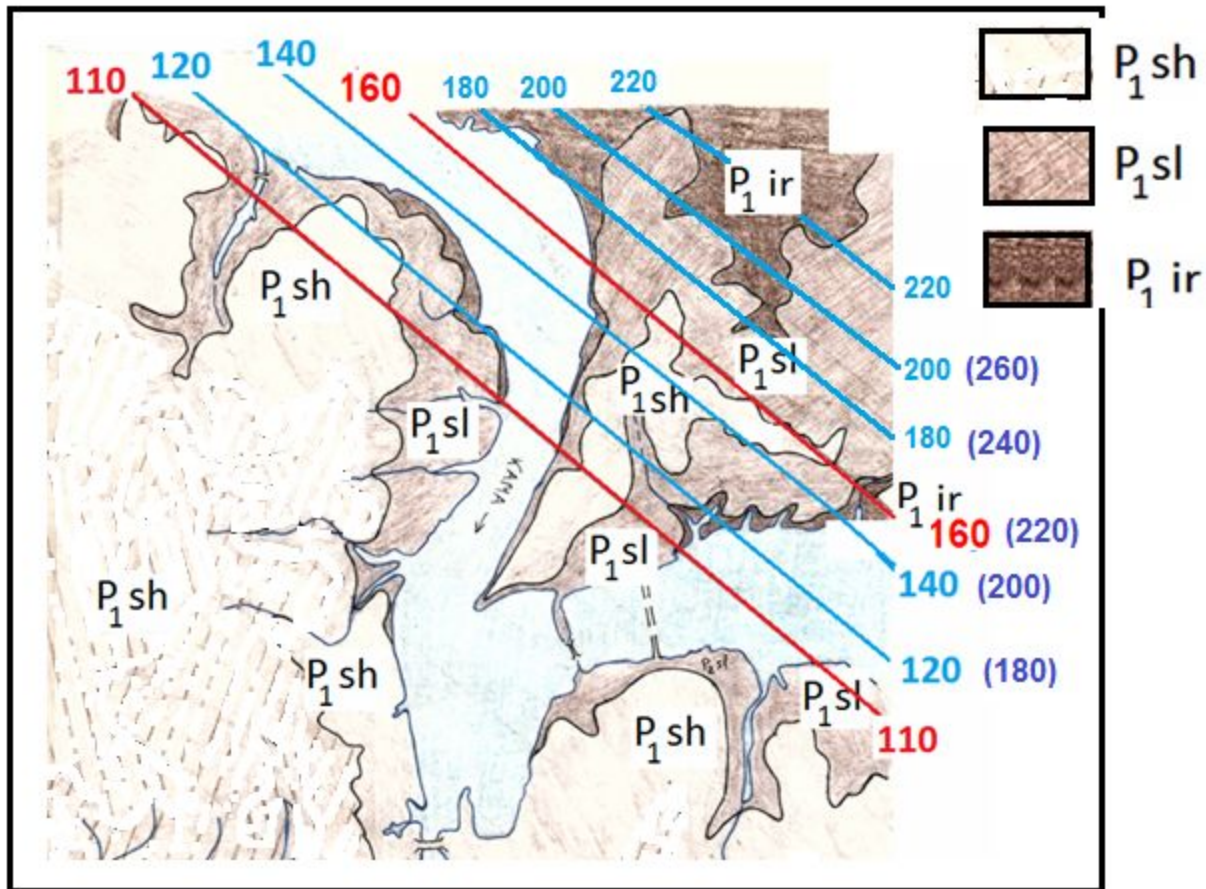 110
120
140
160
180
200
220
P₁ sh
P₁ sl
P₁ ir
P₁ ir
P₁ sh
220
P₁ sl
200 (260)
P₁ sh
P₁ sl
180 (240)
KAMA →
P₁ ir
160 (220)
P₁ sl
140 (200)
P₁ sh
P₁ sh
120 (180)
P₁ sl
P₁ sh
110